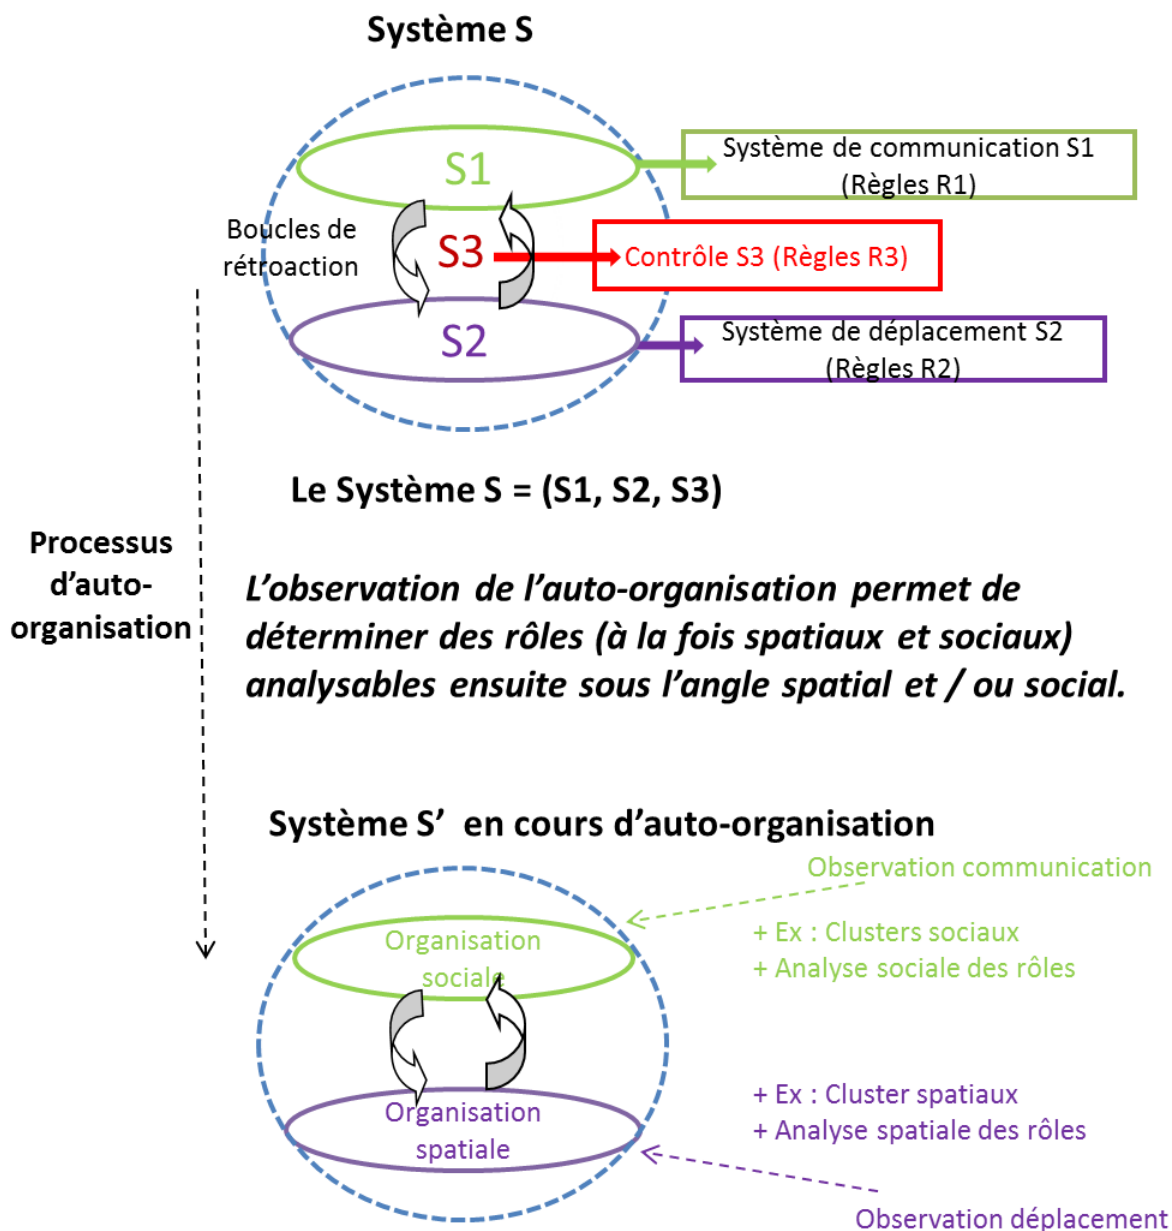 Système S
S1
Système de communication S1
(Règles R1)
Boucles de
rétroaction
S3
Contrôle S3 (Règles R3)
S2
Système de déplacement S2
(Règles R2)
Le Système S = (S1, S2, S3)
Processus
d’auto-
organisation
L’observation de l’auto-organisation permet de
déterminer des rôles (à la fois spatiaux et sociaux)
analysables ensuite sous l’angle spatial et / ou social.
Système S’ en cours d’auto-organisation
Observation communication
Organisation
sociale
+ Ex : Clusters sociaux
+ Analyse sociale des rôles
Organisation
spatiale
+ Ex : Cluster spatiaux
+ Analyse spatiale des rôles
Observation déplacement